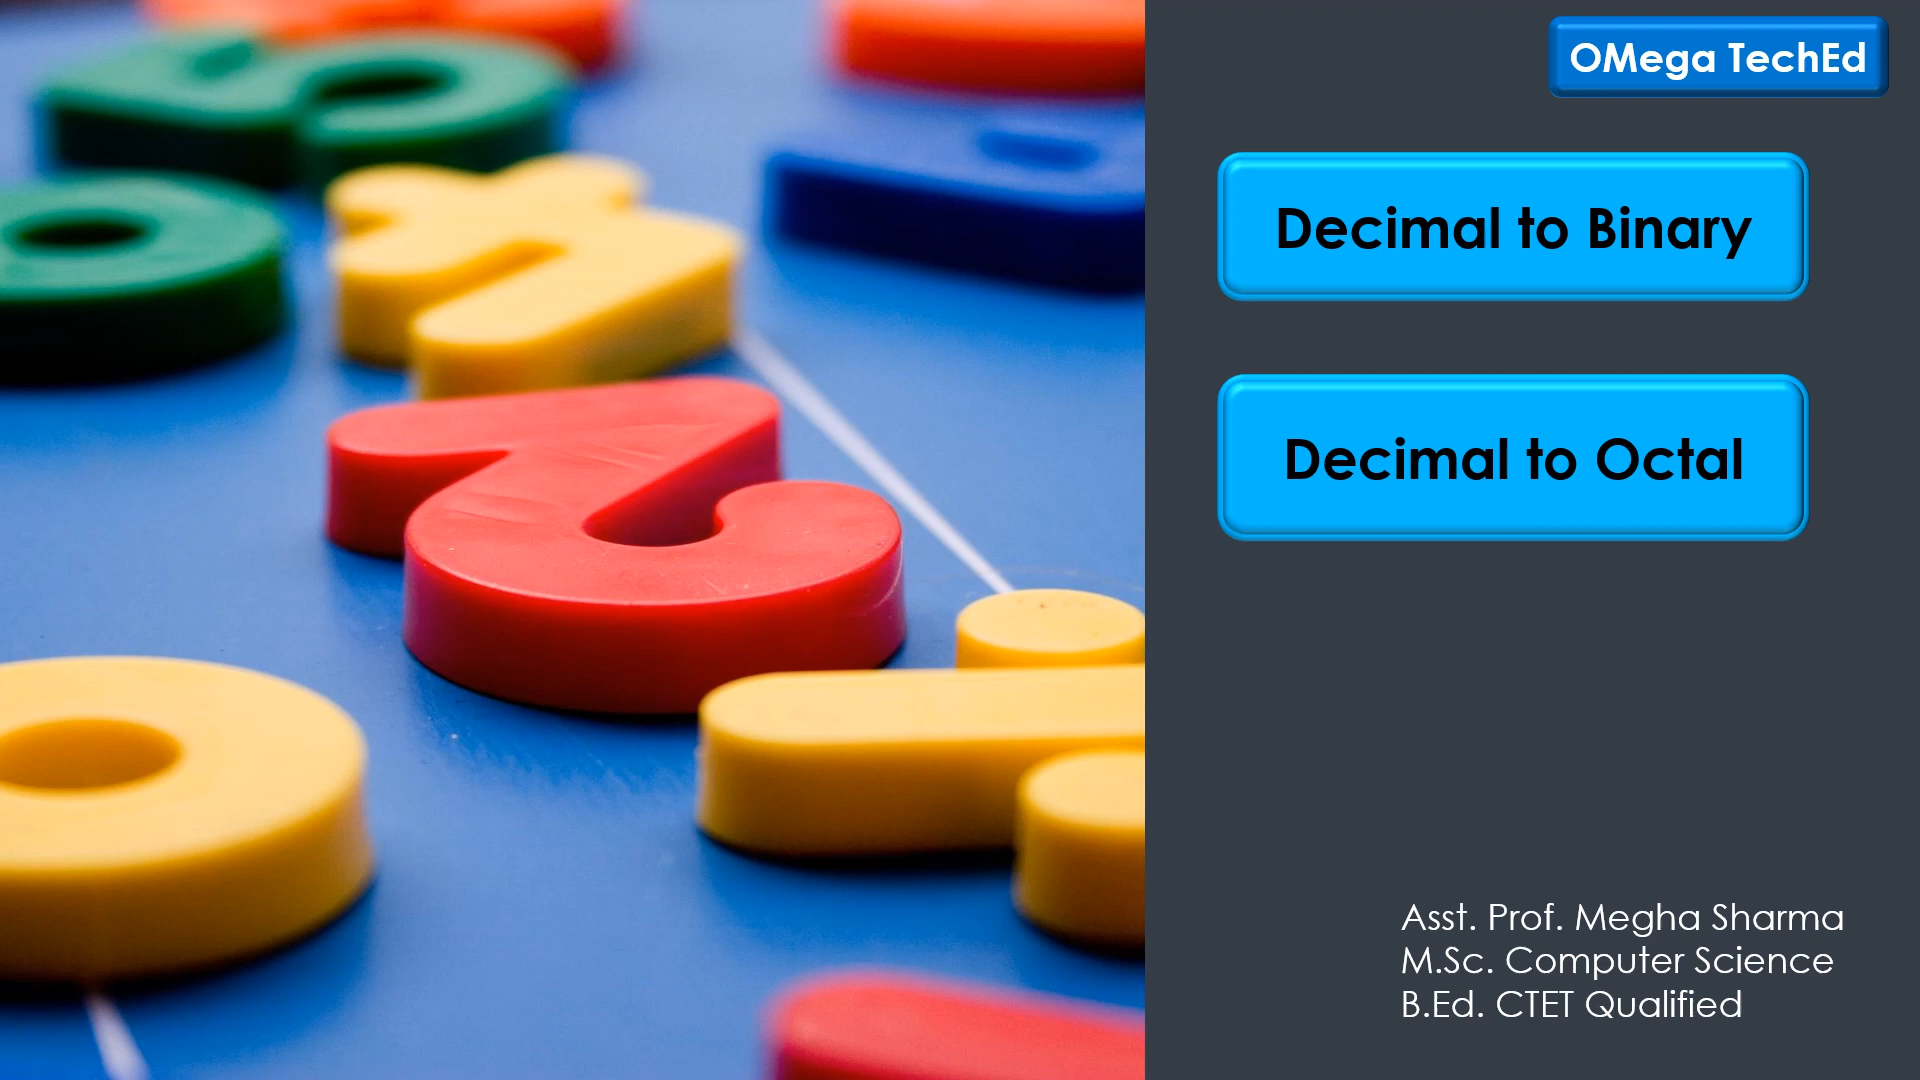 OMega TechEd
Decimal to Binary
Decimal to Octal
Asst. Prof. Megha Sharma
M.Sc. Computer Science
B.Ed. CTET Qualified